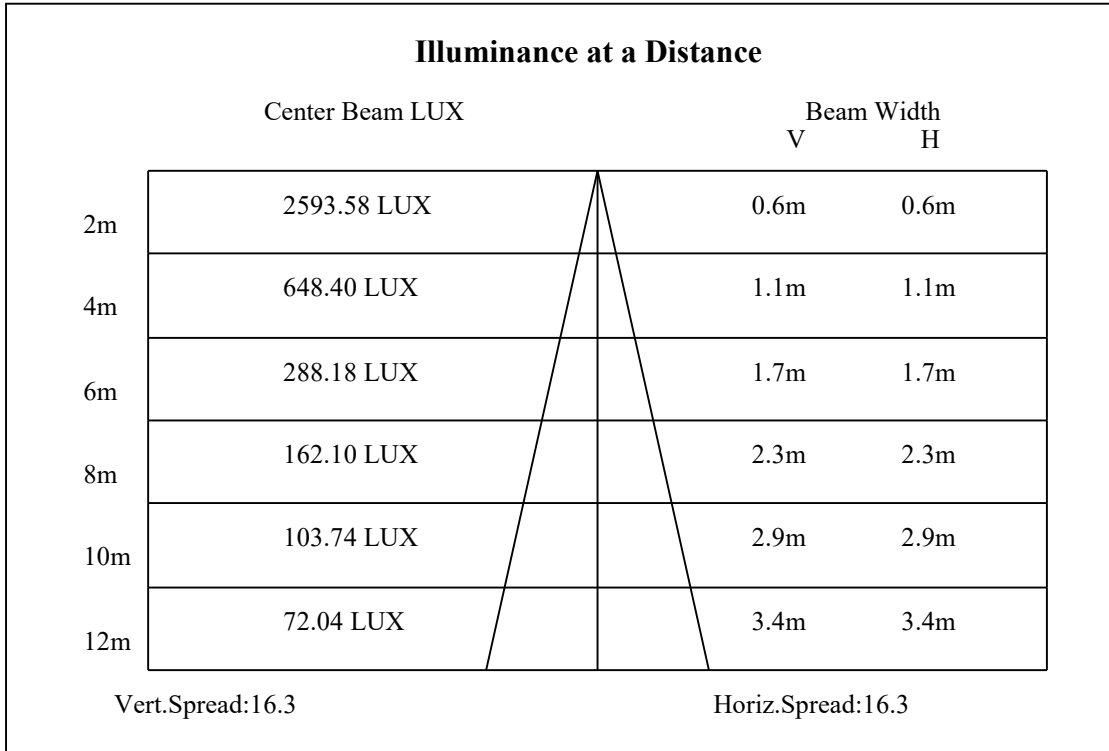 Illuminance at a Distance
Center Beam LUX Beam Width
V H
2m 2593.58 LUX 0.6m 0.6m
4m 648.40 LUX 1.1m 1.1m
6m 288.18 LUX 1.7m 1.7m
8m 162.10 LUX 2.3m 2.3m
10m 103.74 LUX 2.9m 2.9m
12m 72.04 LUX 3.4m 3.4m
Vert.Spread:16.3 Horiz.Spread:16.3